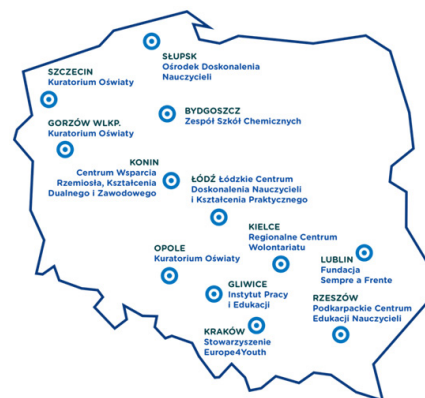 SŁUPSK
Ośrodek Doskonalenia
Nauczycieli
SZCZECIN
Kuratorium Oświaty
BYDGOSZCZ
Zespół Szkół Chemicznych
GORZÓW WLKP.
Kuratorium Oświaty
KONIN
Centrum Wsparcia
Rzemiosła, Kształcenia
Dualnego i Zawodowego
ŁÓDŹ Łódzkie Centrum
Doskonalenia Nauczycieli
i Kształcenia Praktycznego
KIELCE
Regionalne Centrum
Wolontariatu
OPOLE
Kuratorium Oświaty
LUBLIN
Fundacja
Sempre a Frente
GLIWICE
Instytut Pracy
i Edukacji
RZESZÓW
Podkarpackie Centrum
Edukacji Nauczycieli
KRAKÓW
Stowarzyszenie
Europe4Youth